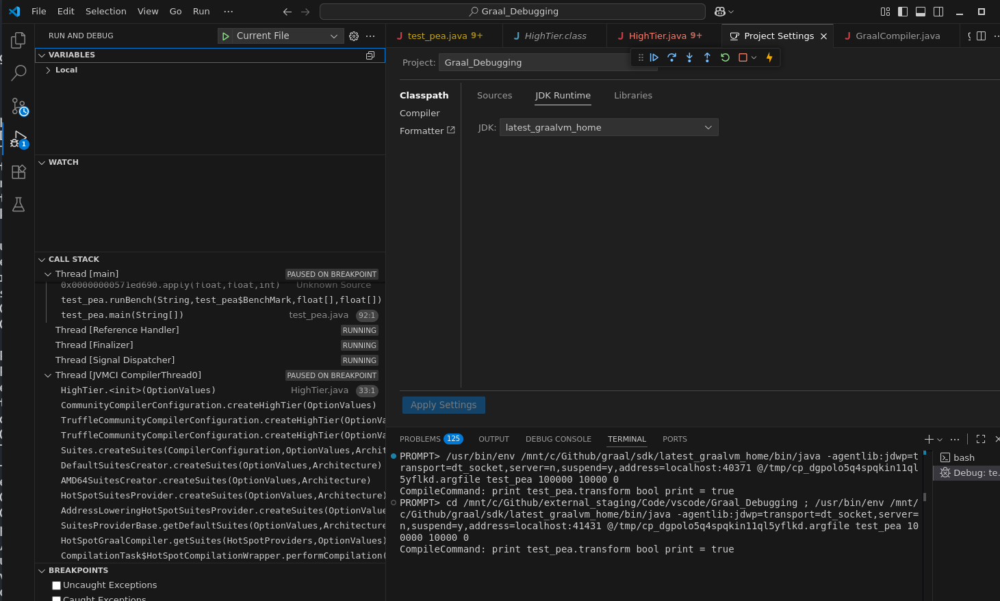 File Edit Selection View Go Run ··· Graal_Debugging
RUN AND DEBUG Current File
test_pea.java 9+ HighTier.class HighTier.java 9+ Project Settings GraalCompiler.java
VARIABLES
Local
Project: Graal_Debugging
Classpath Sources JDK Runtime Libraries
Compiler
Formatter
JDK: latest_graalvm_home
WATCH
CALL STACK
Thread [main] PAUSED ON BREAKPOINT
0x00000000571ed690.apply(float,float,int) Unknown Source
test_pea.runBench(String,test_pea$BenchMark,float[],float[])
test_pea.main(String[]) test_pea.java 92:1
Thread [Reference Handler] RUNNING
Thread [Finalizer] RUNNING
Thread [Signal Dispatcher] RUNNING
Thread [JVMCI CompilerThread0] PAUSED ON BREAKPOINT
HighTier.<init>(OptionValues) HighTier.java 33:1
CommunityCompilerConfiguration.createHighTier(OptionValues)
TruffleCommunityCompilerConfiguration.createHighTier(OptionVa
TruffleCommunityCompilerConfiguration.createHighTier(OptionVa
Suites.createSuites(CompilerConfiguration,OptionValues,Archit
DefaultSuitesCreator.createSuites(OptionValues,Architecture)
AMD64SuitesCreator.createSuites(OptionValues,Architecture)
HotSpotSuitesProvider.createSuites(OptionValues,Architecture)
AddressLoweringHotSpotSuitesProvider.createSuites(OptionValue
SuitesProviderBase.getDefaultSuites(OptionValues,Architecture
HotSpotGraalCompiler.getSuites(HotSpotProviders,OptionValues)
CompilationTask$HotSpotCompilationWrapper.performCompilation(
BREAKPOINTS
Uncaught Exceptions
Caught Exceptions
Apply Settings
PROBLEMS 125 OUTPUT DEBUG CONSOLE TERMINAL PORTS
PROMPT> /usr/bin/env /mnt/c/Github/graal/sdk/latest_graalvm_home/bin/java -agentlib:jdwp=t
ransport=dt_socket,server=n,suspend=y,address=localhost:40371 @/tmp/cp_dgpolo5q4spqkin11ql
5yflkd.argfile test_pea 100000 10000 0
CompileCommand: print test_pea.transform bool print = true
PROMPT> cd /mnt/c/Github/external_staging/Code/vscode/Graal_Debugging ; /usr/bin/env /mnt/
c/Github/graal/sdk/latest_graalvm_home/bin/java -agentlib:jdwp=transport=dt_socket,server=
n,suspend=y,address=localhost:41431 @/tmp/cp_dgpolo5q4spqkin11ql5yflkd.argfile test_pea 10
0000 10000 0
CompileCommand: print test_pea.transform bool print = true
bash
Debug: te.
1